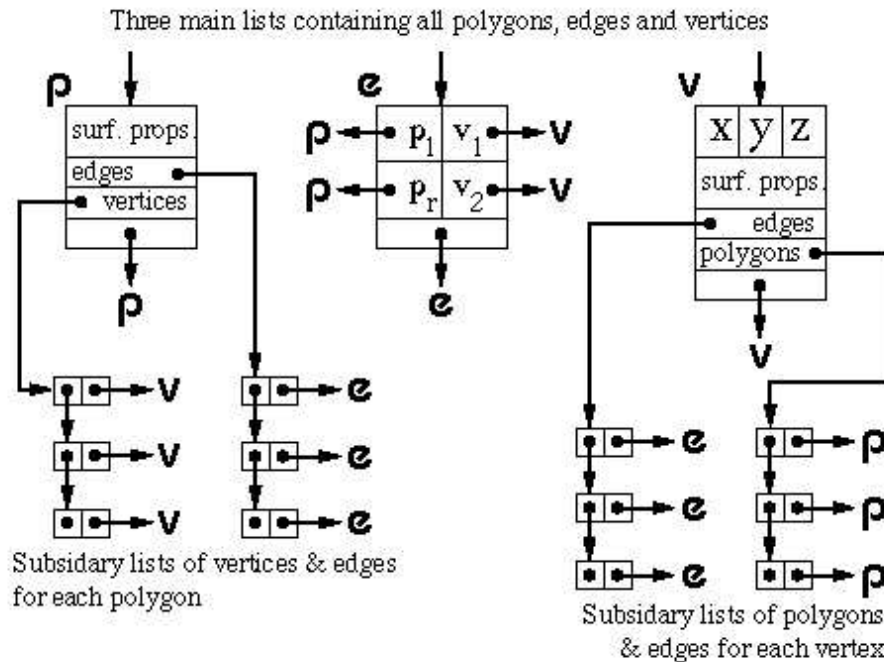 Three main lists containing all polygons, edges and vertices
ρ
e
v
surf. props.
edges
vertices
ρ
ρ p₁ v₁ v
ρ pᵣ v₂ v
e
x y z
surf. props.
edges
polygons
v
v e
v e
v e
e ρ
e ρ
e ρ
Subsidary lists of vertices & edges
for each polygon
Subsidary lists of polygons
& edges for each vertex